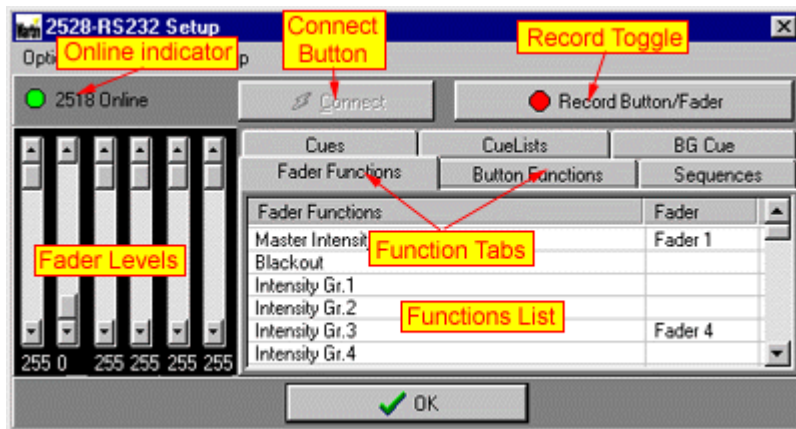 Martin 2528-RS232 Setup
Online indicator
Connect
Button
Record Toggle
2518 Online
Connect
Record Button/Fader
Cues
CueLists
BG Cue
Fader Functions
Button Functions
Sequences
Fader Functions
Fader
Master Intensit
Fader 1
Function Tabs
Blackout
Intensity Gr.1
Intensity Gr.2
Functions List
Intensity Gr.3
Fader 4
Intensity Gr.4
Fader Levels
255 0 255 255 255 255
OK